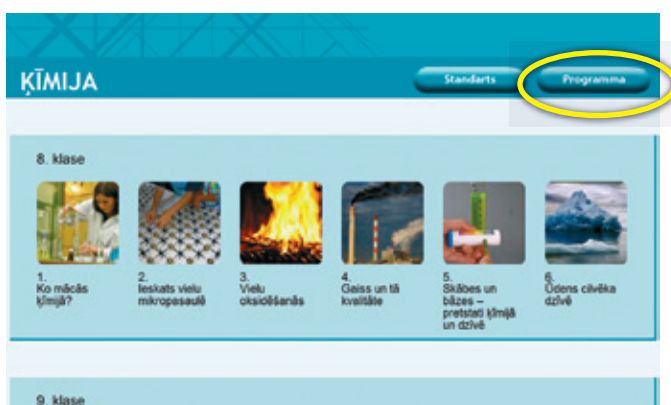 ĶĪMIJA
Standarts
Programma
8. klase
1.
Ko mācās
ķīmijā?
2.
Ieskats vielu
mikropasaulē
3.
Vielu
oksidēšanās
4.
Gaiss un tā
kvalitāte
5.
Skābes un
bāzes –
pretstati ķīmijā
un dzīvē
6.
Ūdens cilvēka
dzīvē
9. klase